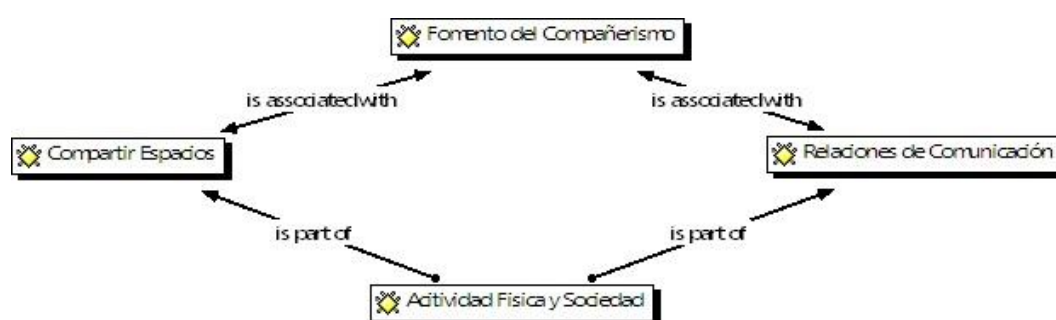 Fomento del Compañerismo
is associated with
is associated with
Compartir Espacios
Relaciones de Comunicación
is part of
is part of
Actividad Física y Sociedad